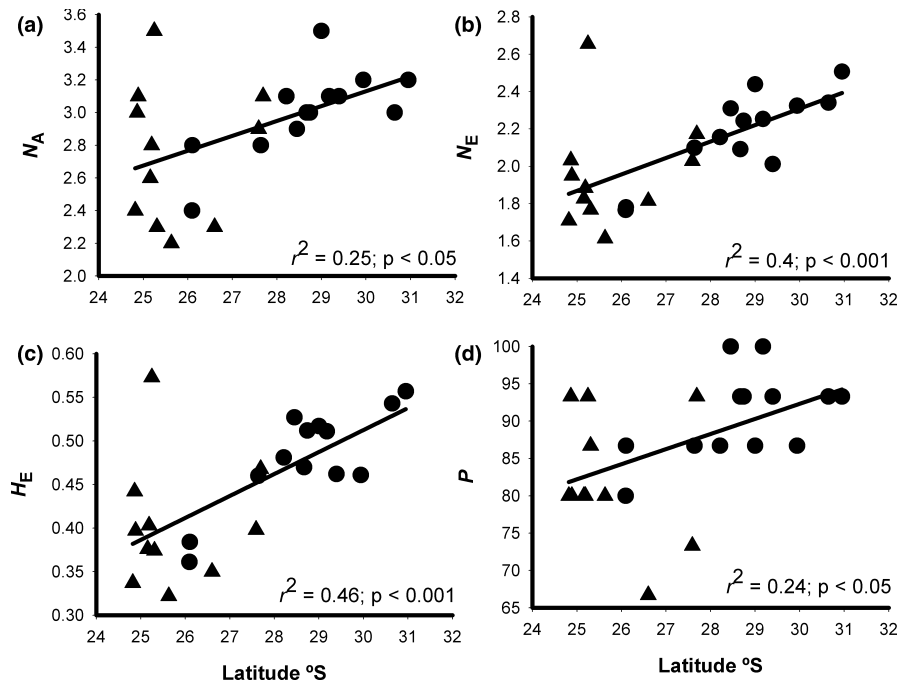 (a)
3.6
3.4
3.2
3.0
2.8
2.6
2.4
2.2
2.0
N_A
r² = 0.25; p < 0.05
24 25 26 27 28 29 30 31 32
(b)
2.8
2.6
2.4
2.2
2.0
1.8
1.6
1.4
N_E
r² = 0.4; p < 0.001
24 25 26 27 28 29 30 31 32
(c)
0.60
0.55
0.50
0.45
0.40
0.35
0.30
H_E
r² = 0.46; p < 0.001
24 25 26 27 28 29 30 31 32
Latitude ºS
(d)
100
95
90
85
80
75
70
65
P
r² = 0.24; p < 0.05
24 25 26 27 28 29 30 31 32
Latitude ºS